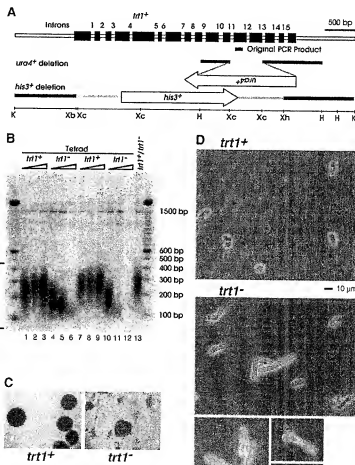 A
trt1+
Introns 1 2 3 4 5 6 7 8 9 10 11 12 13 14 15
500 bp
Original PCR Product
ura4+ deletion
ura4+
his3+ deletion
his3+
K Xb Xc Xc H Xc Xc Xh H H K
B
Tetrad
trt1+ trt1- trt1+ trt1- trt1+/trt1-
1500 bp
600 bp
500 bp
400 bp
300 bp
200 bp
100 bp
1 2 3 4 5 6 7 8 9 10 11 12 13
C
trt1+ trt1-
D
trt1+
10 µm
trt1-